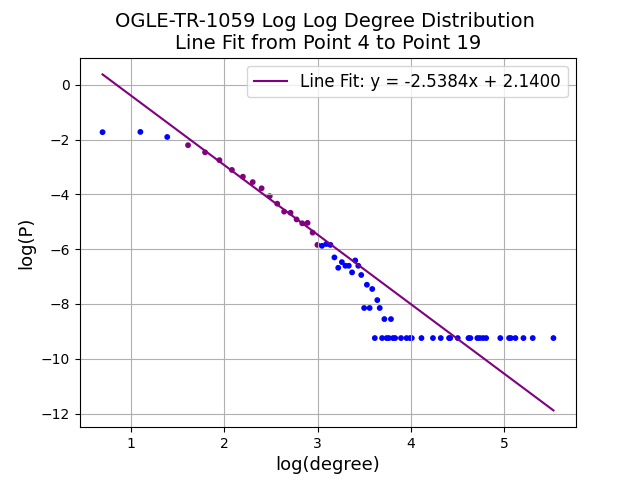 OGLE-TR-1059 Log Log Degree Distribution
Line Fit from Point 4 to Point 19
Line Fit: y = -2.5384x + 2.1400
log(P)
0
−2
−4
−6
−8
−10
−12
1 2 3 4 5
log(degree)